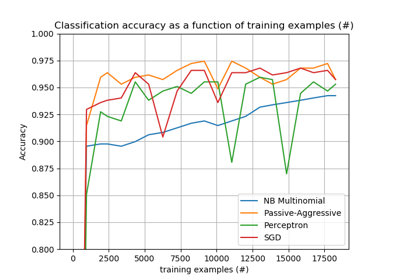 Classification accuracy as a function of training examples (#)
1.000
0.975
0.950
0.925
0.900
0.875
0.850
0.825
0.800
Accuracy
0 2500 5000 7500 10000 12500 15000 17500
training examples (#)
NB Multinomial
Passive-Aggressive
Perceptron
SGD